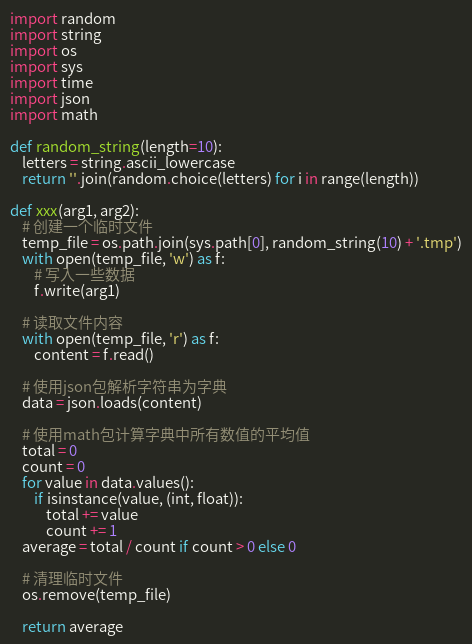 import random
import string
import os
import sys
import time
import json
import math

def random_string(length=10):
    letters = string.ascii_lowercase
    return ''.join(random.choice(letters) for i in range(length))

def xxx(arg1, arg2):
    # 创建一个临时文件
    temp_file = os.path.join(sys.path[0], random_string(10) + '.tmp')
    with open(temp_file, 'w') as f:
        # 写入一些数据
        f.write(arg1)

    # 读取文件内容
    with open(temp_file, 'r') as f:
        content = f.read()

    # 使用json包解析字符串为字典
    data = json.loads(content)

    # 使用math包计算字典中所有数值的平均值
    total = 0
    count = 0
    for value in data.values():
        if isinstance(value, (int, float)):
            total += value
            count += 1
    average = total / count if count > 0 else 0

    # 清理临时文件
    os.remove(temp_file)

    return average